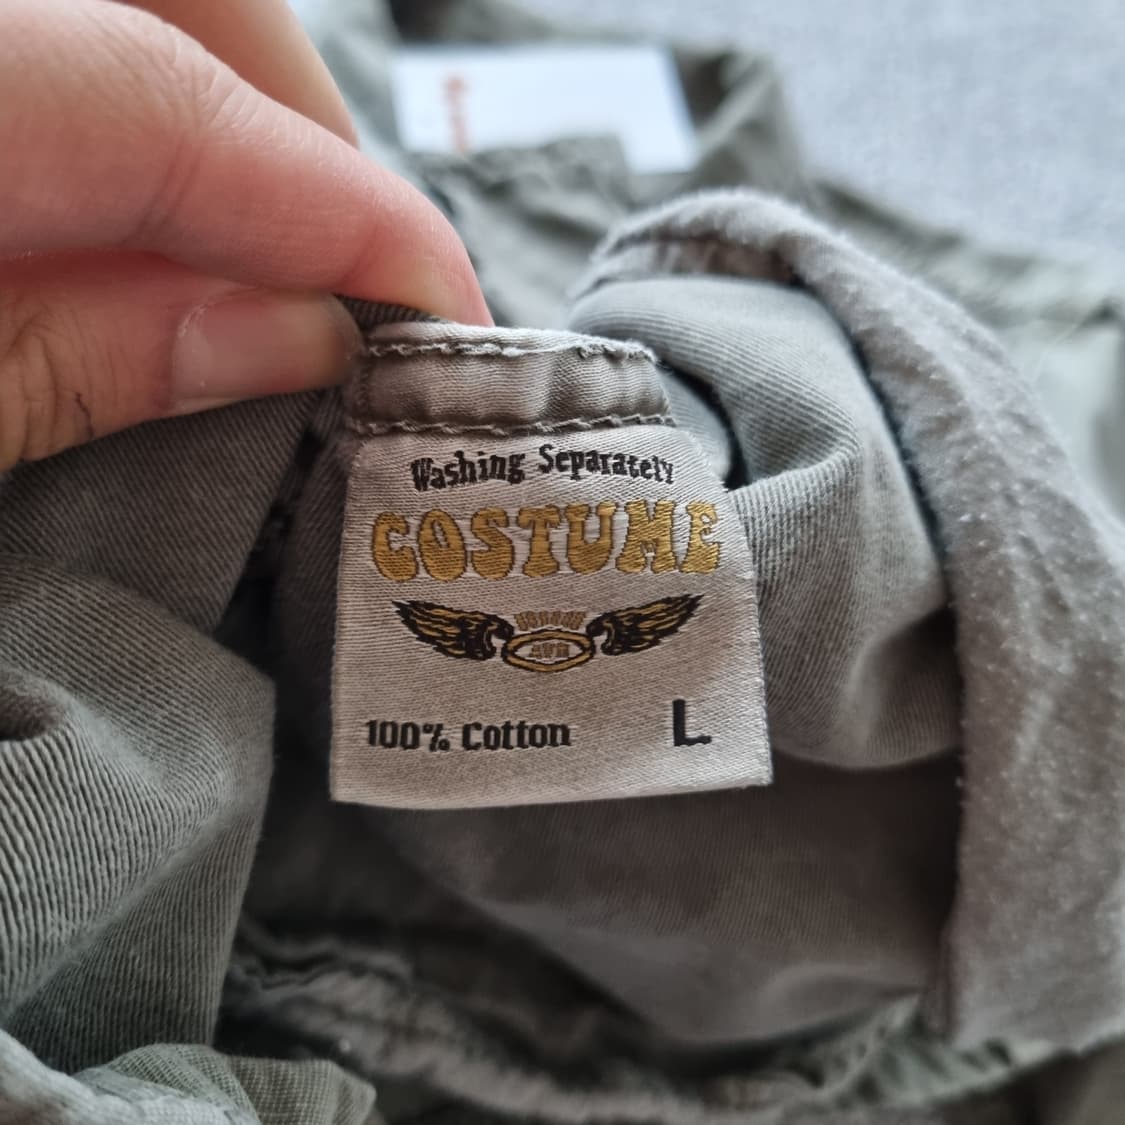 Washing Separately
COSTUME
100% Cotton L